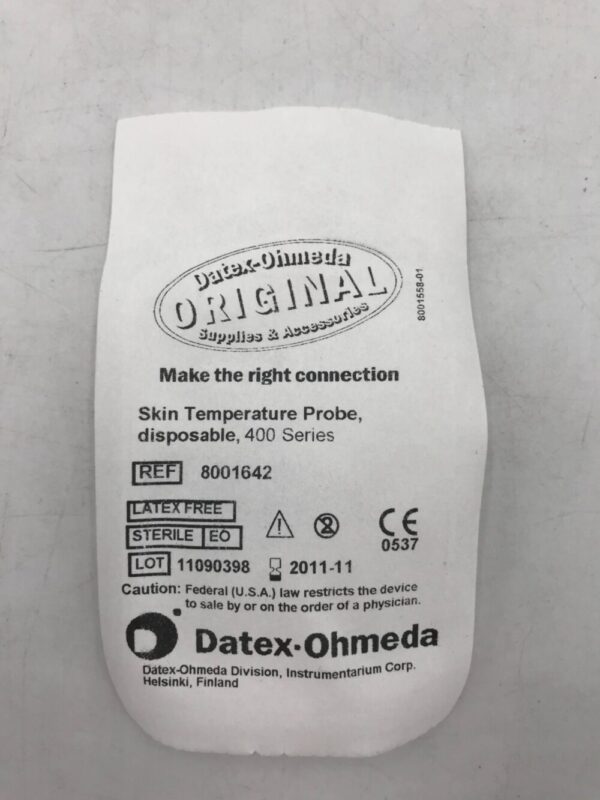 Datex-Ohmeda
ORIGINAL
Supplies & Accessories
8001558-01
Make the right connection
Skin Temperature Probe,
disposable, 400 Series
REF 8001642
LATEX FREE
STERILE EO
2
CE
0537
LOT 11090398 2011-11
Caution: Federal (U.S.A.) law restricts the device
to sale by or on the order of a physician.
Datex-Ohmeda
Datex-Ohmeda Division, Instrumentarium Corp.
Helsinki, Finland